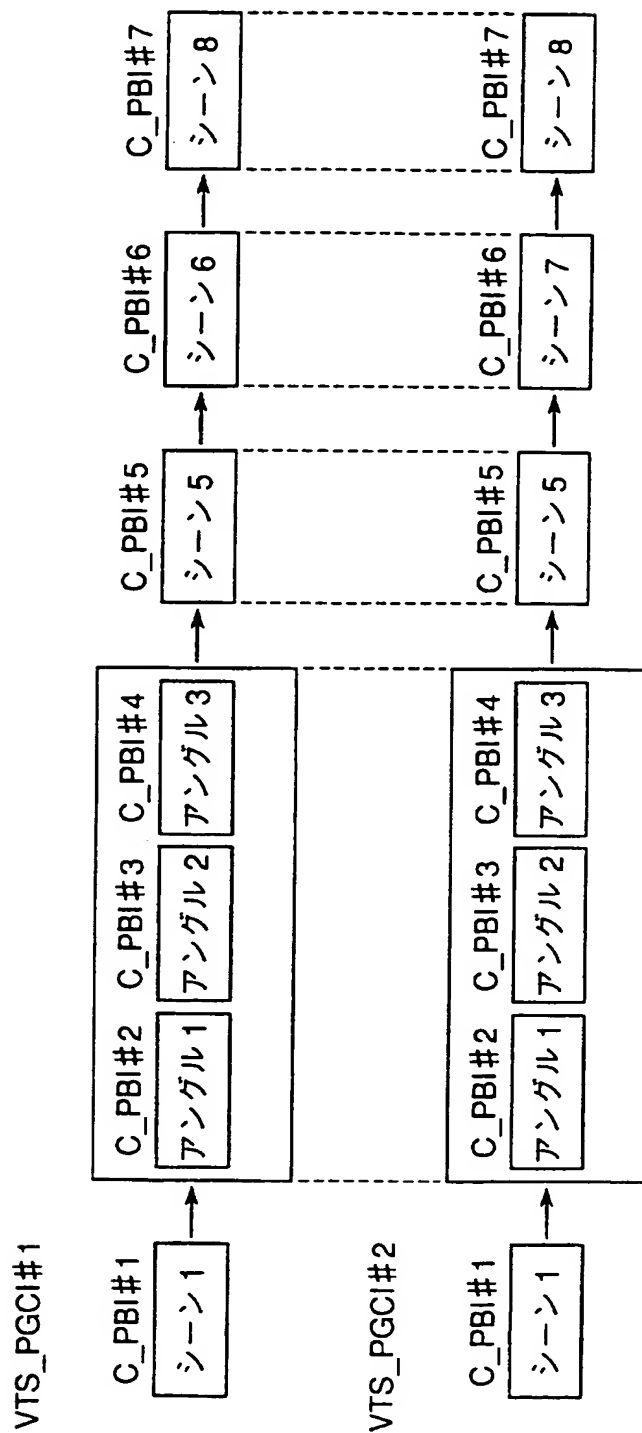 VTS_PGCI#1
C_PBI#1
シーン1
C_PBI#2
アングル1
C_PBI#3
アングル2
C_PBI#4
アングル3
C_PBI#5
シーン5
C_PBI#6
シーン6
C_PBI#7
シーン8
VTS_PGCI#2
C_PBI#1
シーン1
C_PBI#2
アングル1
C_PBI#3
アングル2
C_PBI#4
アングル3
C_PBI#5
シーン5
C_PBI#6
シーン7
C_PBI#7
シーン8